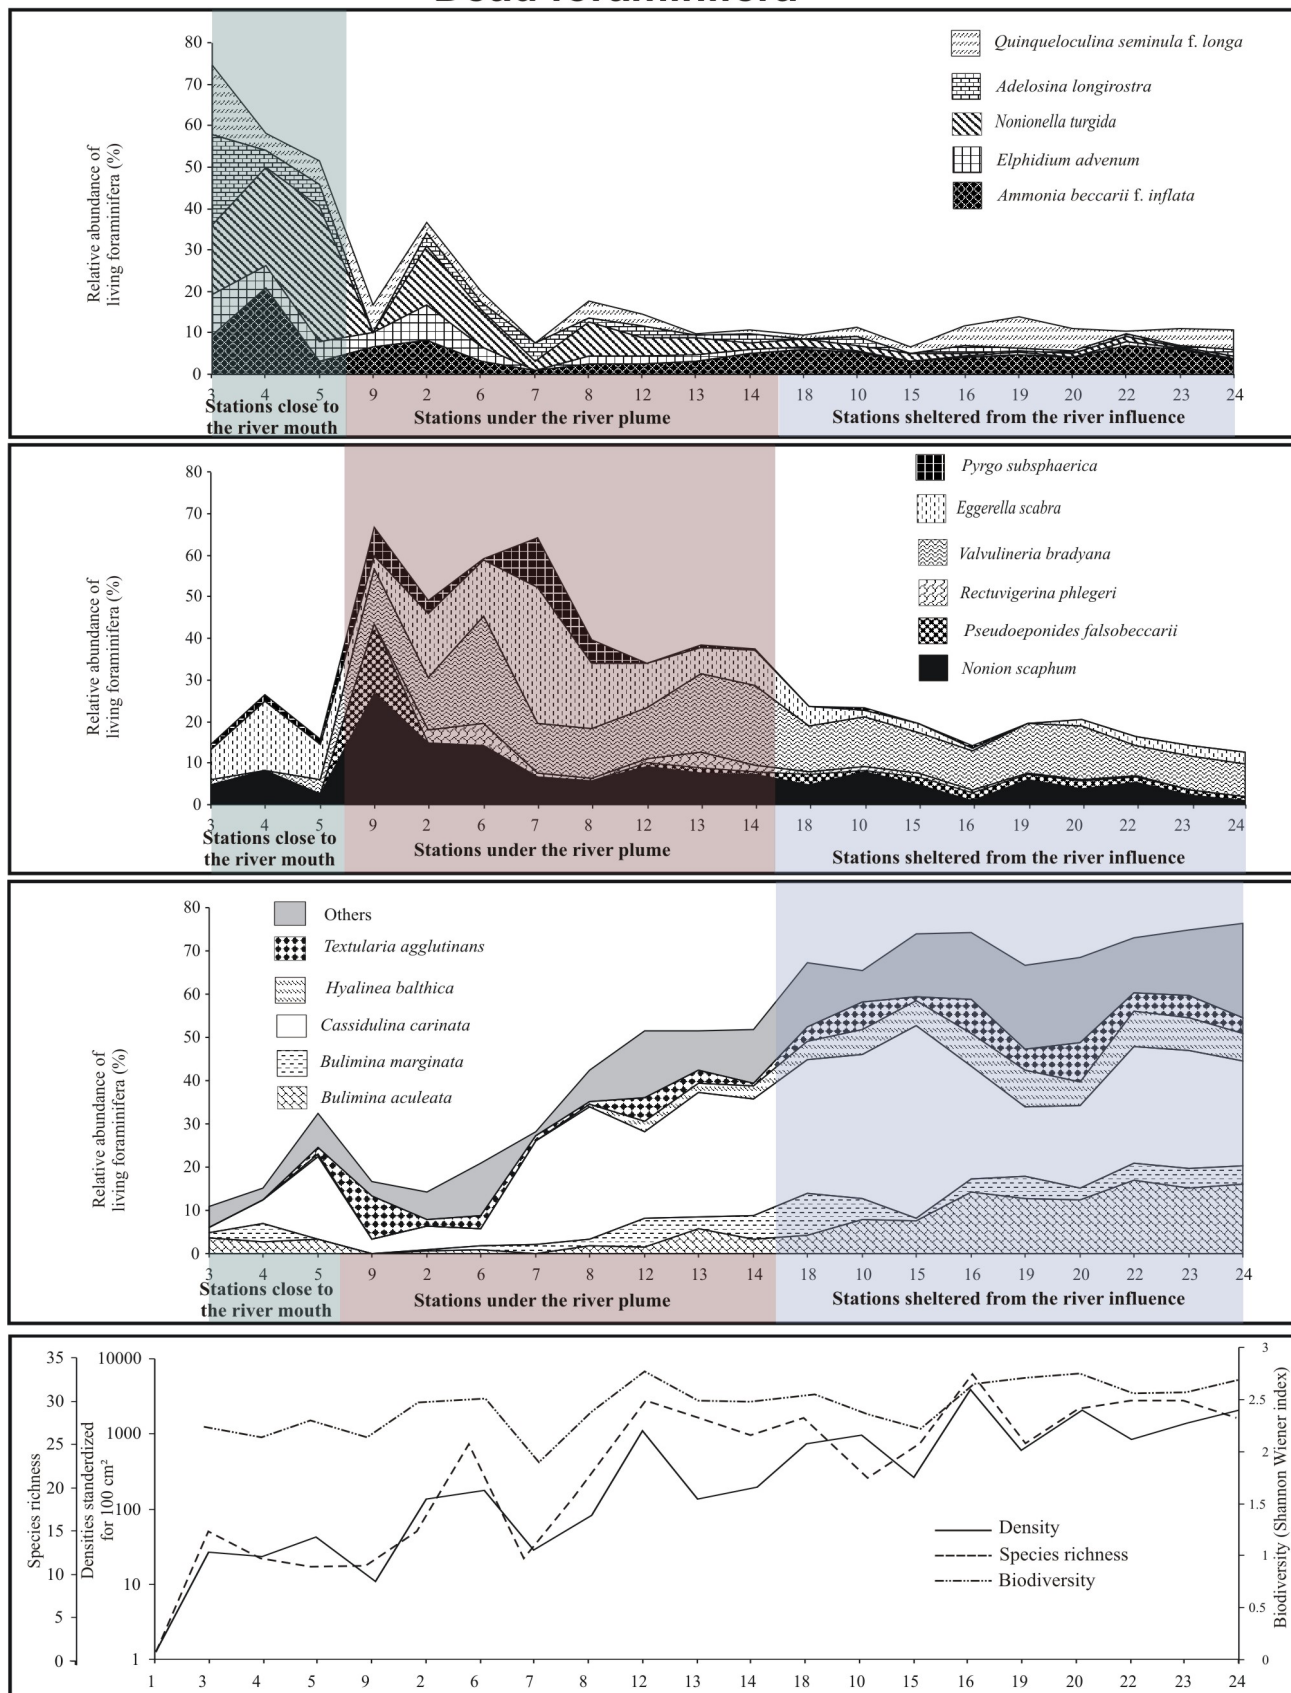 80
70
60
50
40
30
20
10
0
Relative abundance of
living foraminifera (%)
Quinqueloculina seminula f. longa
Adelosina longirostra
Nonionella turgida
Elphidium advenum
Ammonia beccarii f. inflata
3 4 5 9 2 6 7 8 12 13 14 18 10 15 16 19 20 22 23 24
Stations close to
the river mouth
Stations under the river plume
Stations sheltered from the river influence
80
70
60
50
40
30
20
10
0
Relative abundance of
living foraminifera (%)
Pyrgo subsphaerica
Eggerella scabra
Valvulineria bradyana
Rectuvigerina phlegeri
Pseudoeponides falsobeccarii
Nonion scaphum
3 4 5 9 2 6 7 8 12 13 14 18 10 15 16 19 20 22 23 24
Stations close to
the river mouth
Stations under the river plume
Stations sheltered from the river influence
80
70
60
50
40
30
20
10
0
Relative abundance of
living foraminifera (%)
Others
Textularia agglutinans
Hyalinea balthica
Cassidulina carinata
Bulimina marginata
Bulimina aculeata
3 4 5 9 2 6 7 8 12 13 14 18 10 15 16 19 20 22 23 24
Stations close to
the river mouth
Stations under the river plume
Stations sheltered from the river influence
35
30
25
20
15
10
5
0
Species richness
10000
1000
100
10
1
Densities standerdized
for 100 cm²
Density
Species richness
Biodiversity
3
2.5
2
1.5
1
0.5
0
Biodiversity (Shannon Wiener index)
1 3 4 5 9 2 6 7 8 12 13 14 18 10 15 16 19 20 22 23 24